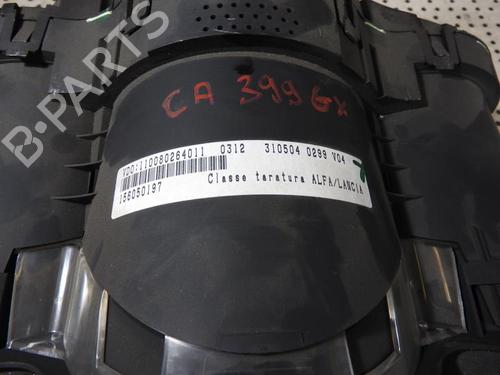 B-PARTS
CA 399 GX
VDO:110080264011 0312 310504 0299 V04
156050197 Classe taratura ALFA/LANCIA